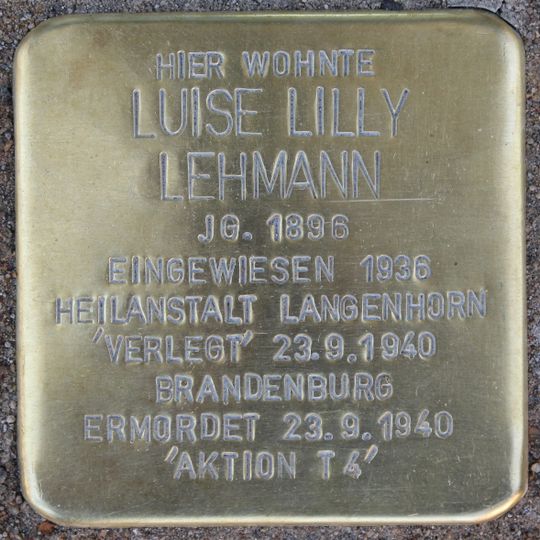 HIER WOHNTE
LUISE LILLY
LEHMANN
JG. 1896
EINGEWIESEN 1936
HEILANSTALT LANGENHORN
'VERLEGT' 23.9.1940
BRANDENBURG
ERMORDET 23.9.1940
'AKTION T4'